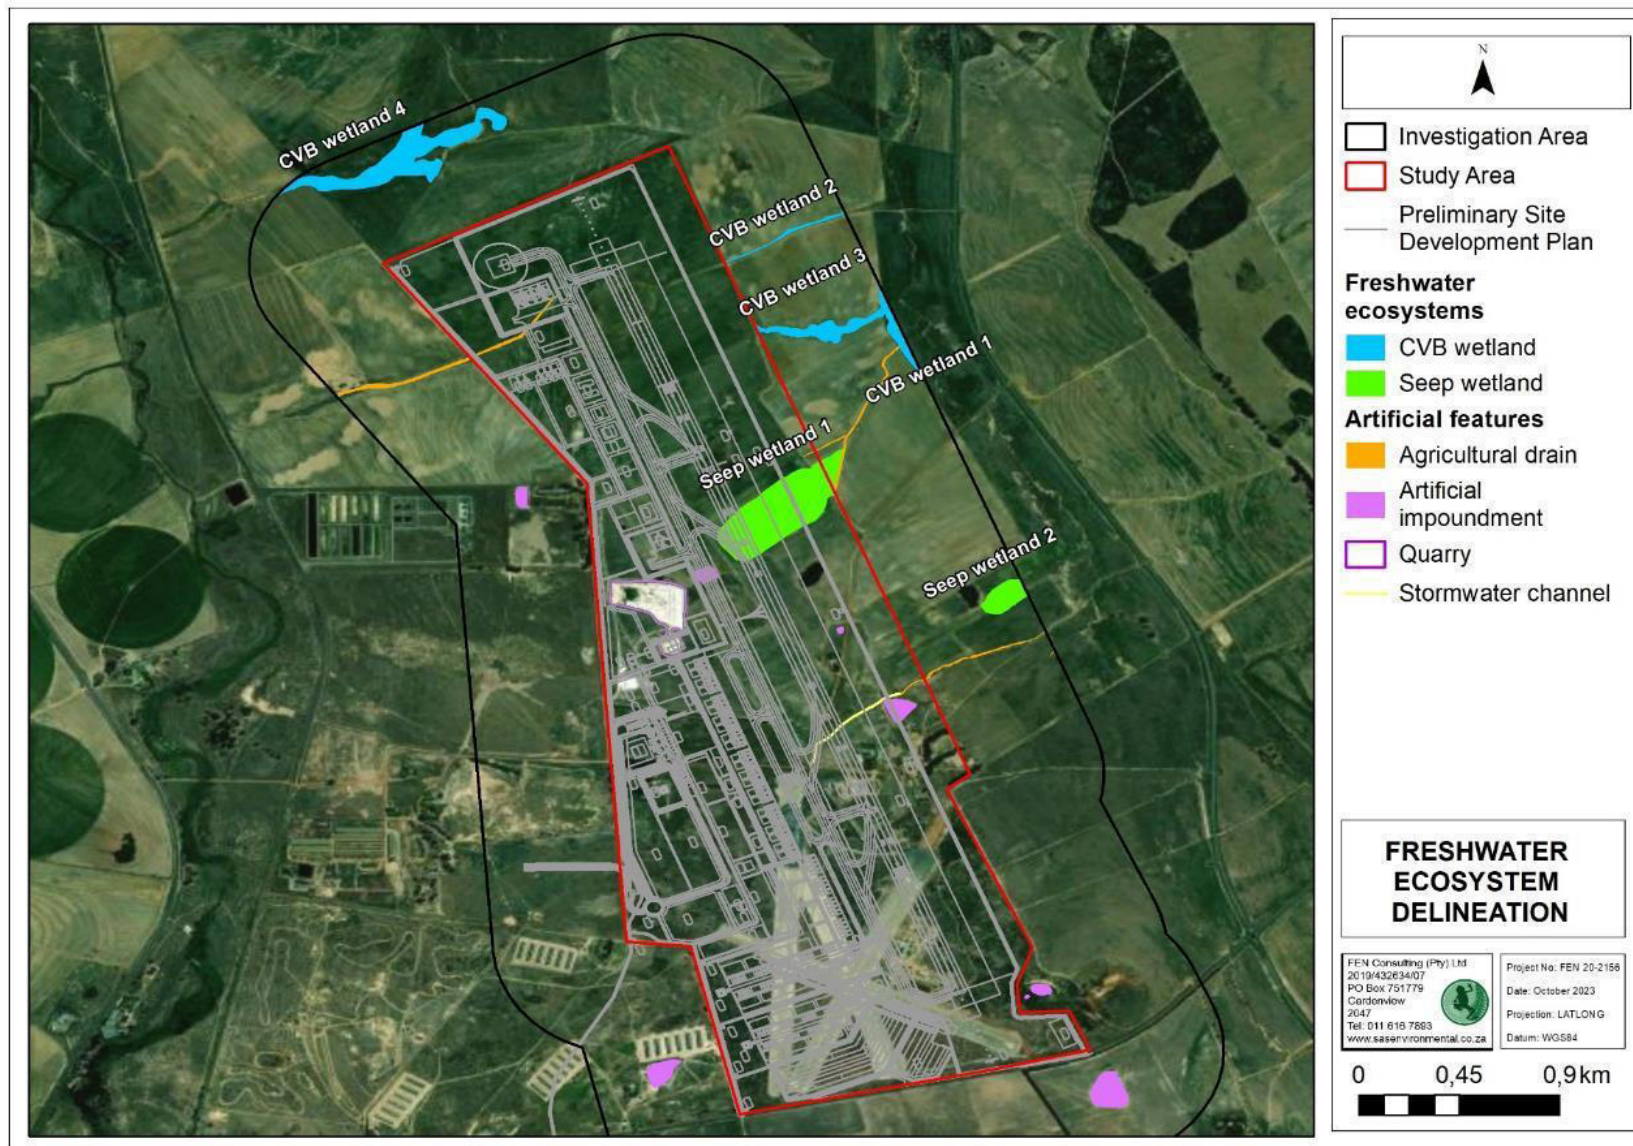 CVB wetland 4
CVB wetland 2
CVB wetland 3
CVB wetland 1
Seep wetland 1
Seep wetland 2
N
Investigation Area
Study Area
Preliminary Site
Development Plan
Freshwater
ecosystems
CVB wetland
Seep wetland
Artificial features
Agricultural drain
Artificial
impoundment
Quarry
Stormwater channel
FRESHWATER
ECOSYSTEM
DELINEATION
FEN Consulting (Pty) Ltd
2019/432634/07
PO Box 751779
Gardenview
2047
Tel: 011 616 7893
www.sasenvironmental.co.za
Project No: FEN 20-2156
Date: October 2023
Projection: LATLONG
Datum: WGS84
0 0,45 0,9km